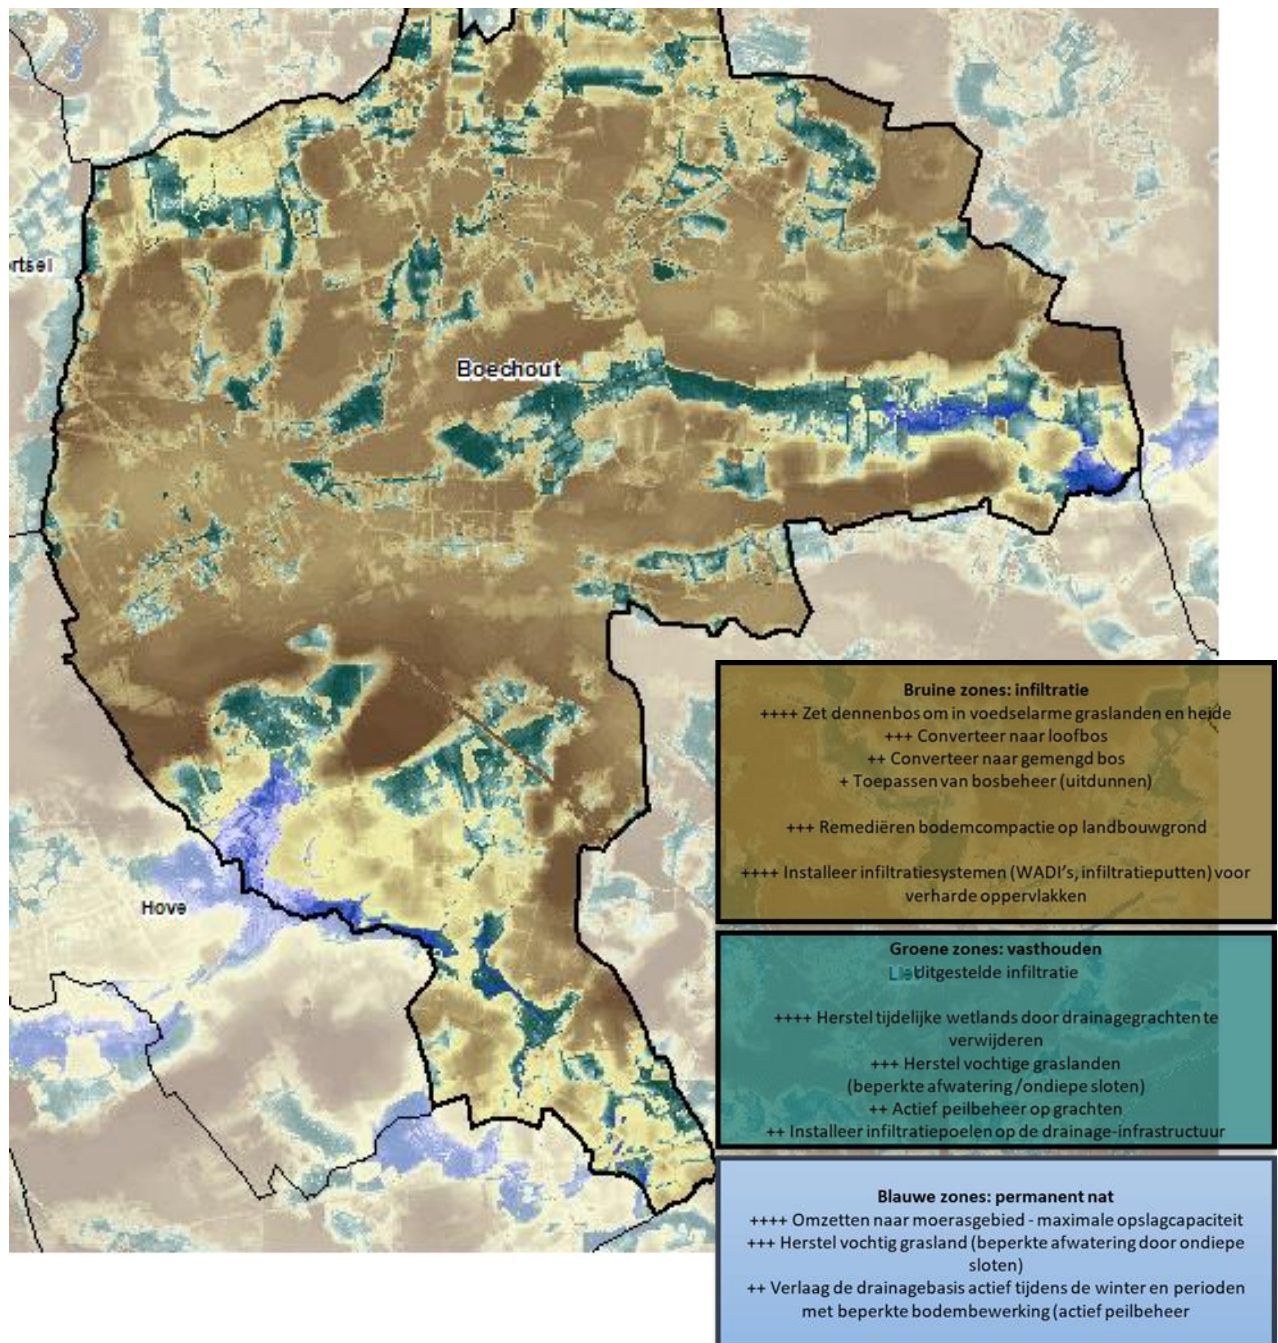 rtsel
Boechout
Hove
Bruine zones: infiltratie
++++ Zet dennenbos om in voedselarme graslanden en heide
+++ Converteer naar loofbos
++ Converteer naar gemengd bos
+ Toepassen van bosbeheer (uitdunnen)
+++ Remediëren bodemcompactie op landbouwgrond
++++ Installeer infiltratiesystemen (WADI's, infiltratieputten) voor
verharde oppervlakken
Groene zones: vasthouden
Uitgestelde infiltratie
++++ Herstel tijdelijke wetlands door drainagegrachten te
verwijderen
+++ Herstel vochtige graslanden
(beperkte afwatering /ondiepe sloten)
++ Actief peilbeheer op grachten
++ Installeer infiltratiepoelen op de drainage-infrastructuur
Blauwe zones: permanent nat
++++ Omzetten naar moerasgebied - maximale opslagcapaciteit
+++ Herstel vochtig grasland (beperkte afwatering door ondiepe
sloten)
++ Verlaag de drainagebasis actief tijdens de winter en perioden
met beperkte bodembewerking (actief peilbeheer